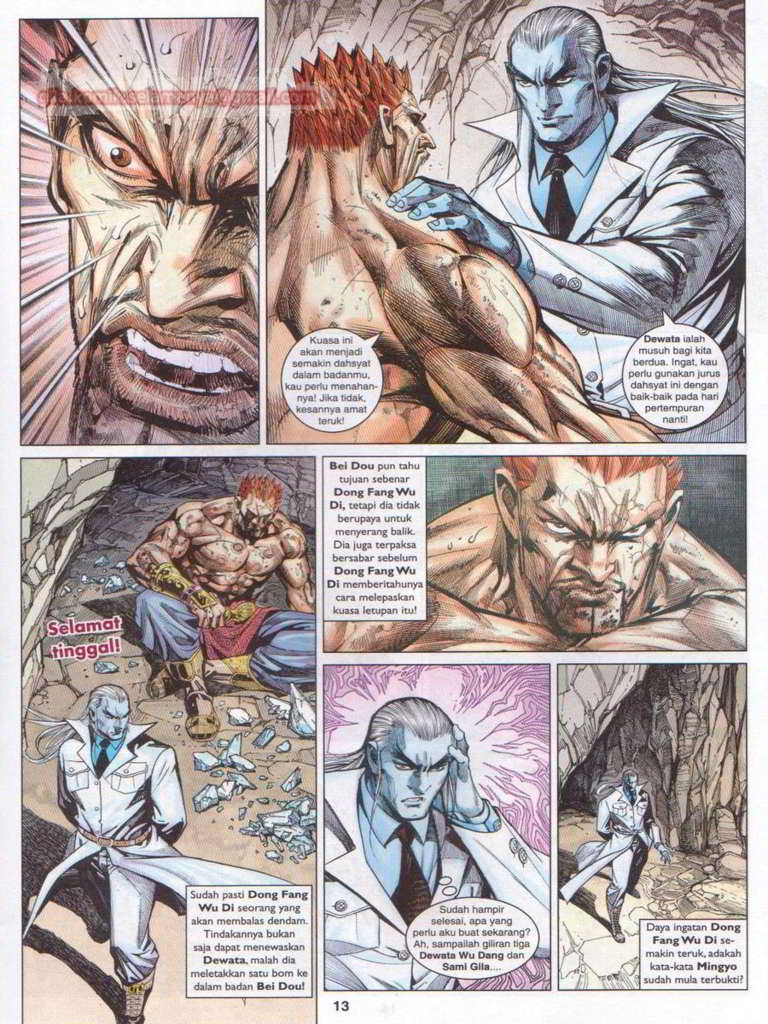 Kuasa ini
akan menjadi
semakin dahsyat
dalam badanmu,
kau perlu menahan-
nya! Jika tidak,
kesannya amat
teruk!
Dewata ialah
musuh bagi kita
berdua. Ingat, kau
perlu gunakan jurus
dahsyat ini dengan
baik-baik pada hari
pertempuran
nanti!
Selamat
tinggal!
Sudah pasti Dong Fang
Wu Di seorang yang
akan membalas dendam.
Tindakannya bukan
saja dapat menewaskan
Dewata, malah dia
meletakkan satu bom ke
dalam badan Bei Dou!
Bei Dou pun tahu
tujuan sebenar
Dong Fang Wu
Di, tetapi dia tidak
berupaya untuk
menyerang balik.
Dia juga terpaksa
bersabar sebelum
Dong Fang Wu
Di memberitahunya
cara melepaskan
kuasa letupan itu!
Sudah hampir
selesai, apa yang
perlu aku buat sekarang?
Ah, sampailah giliran tiga
Dewata Wu Dang dan
Sami Gila....
Daya ingatan Dong
Fang Wu Di se-
makin teruk, adakah
kata-kata Mingyo
sudah mula terbukti?
13